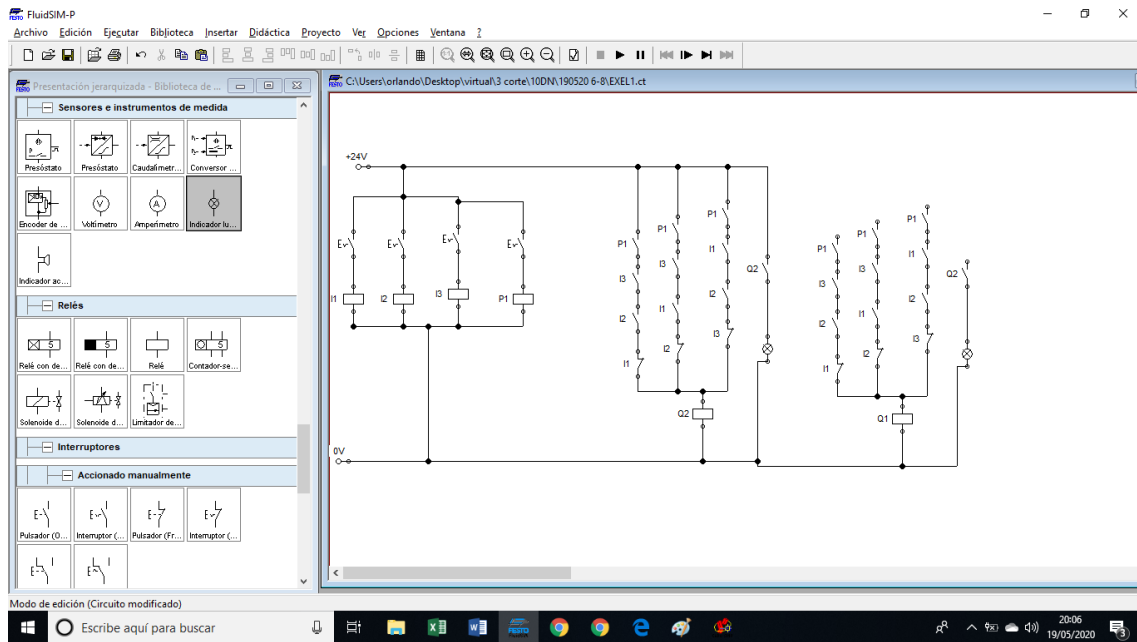 FluidSIM-P
Archivo Edición Ejecutar Biblioteca Insertar Didáctica Proyecto Ver Opciones Ventana ?
Presentación jerarquizada - Biblioteca de ...
C:\Users\orlando\Desktop\virtual\3 corte\10DN\190520 6-8\EXEL1.ct
Sensores e instrumentos de medida
Presóstato Presóstato Caudalímetr... Conversor ...
Encoder de ... Voltímetro Amperímetro Indicador lu...
Indicador ac...
Relés
Relé con de... Relé con de... Relé Contador-se...
Solenoide d... Solenoide d... Limitador de...
Interruptores
Accionado manualmente
Pulsador (O... Interruptor (... Pulsador (Fr... Interruptor (...
+24V
I1 I2 I3 P1
P1 P1 P1
I3 I3 I1 Q2
I2 I1 I2
I1 I2 I3
Q2
P1 P1 P1
I3 I3 I1 Q2
I2 I1 I2
I1 I2 I3
Q1
0V
Modo de edición (Circuito modificado)
Escribe aquí para buscar
FESTO
20:06
19/05/2020
3